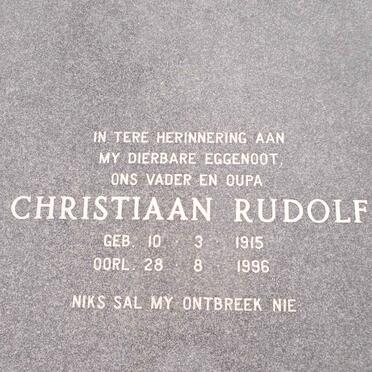 IN TERE HERINNERING AAN
MY DIERBARE EGGENOOT,
ONS VADER EN OUPA
CHRISTIAAN RUDOLF
GEB. 10 · 3 · 1915
OORL. 28 · 8 · 1996
NIKS SAL MY ONTBREEK NIE